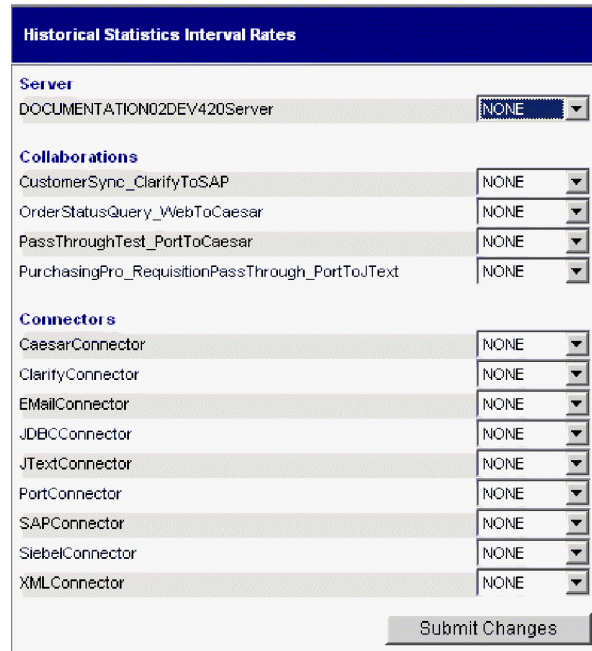 Historical Statistics Interval Rates
Server
DOCUMENTATION02DEV420Server NONE
Collaborations
CustomerSync_ClarifyToSAP NONE
OrderStatusQuery_WebToCaesar NONE
PassThroughTest_PortToCaesar NONE
PurchasingPro_RequisitionPassThrough_PortToJText NONE
Connectors
CaesarConnector NONE
ClarifyConnector NONE
EMailConnector NONE
JDBCConnector NONE
JTextConnector NONE
PortConnector NONE
SAPConnector NONE
SiebelConnector NONE
XMLConnector NONE
Submit Changes